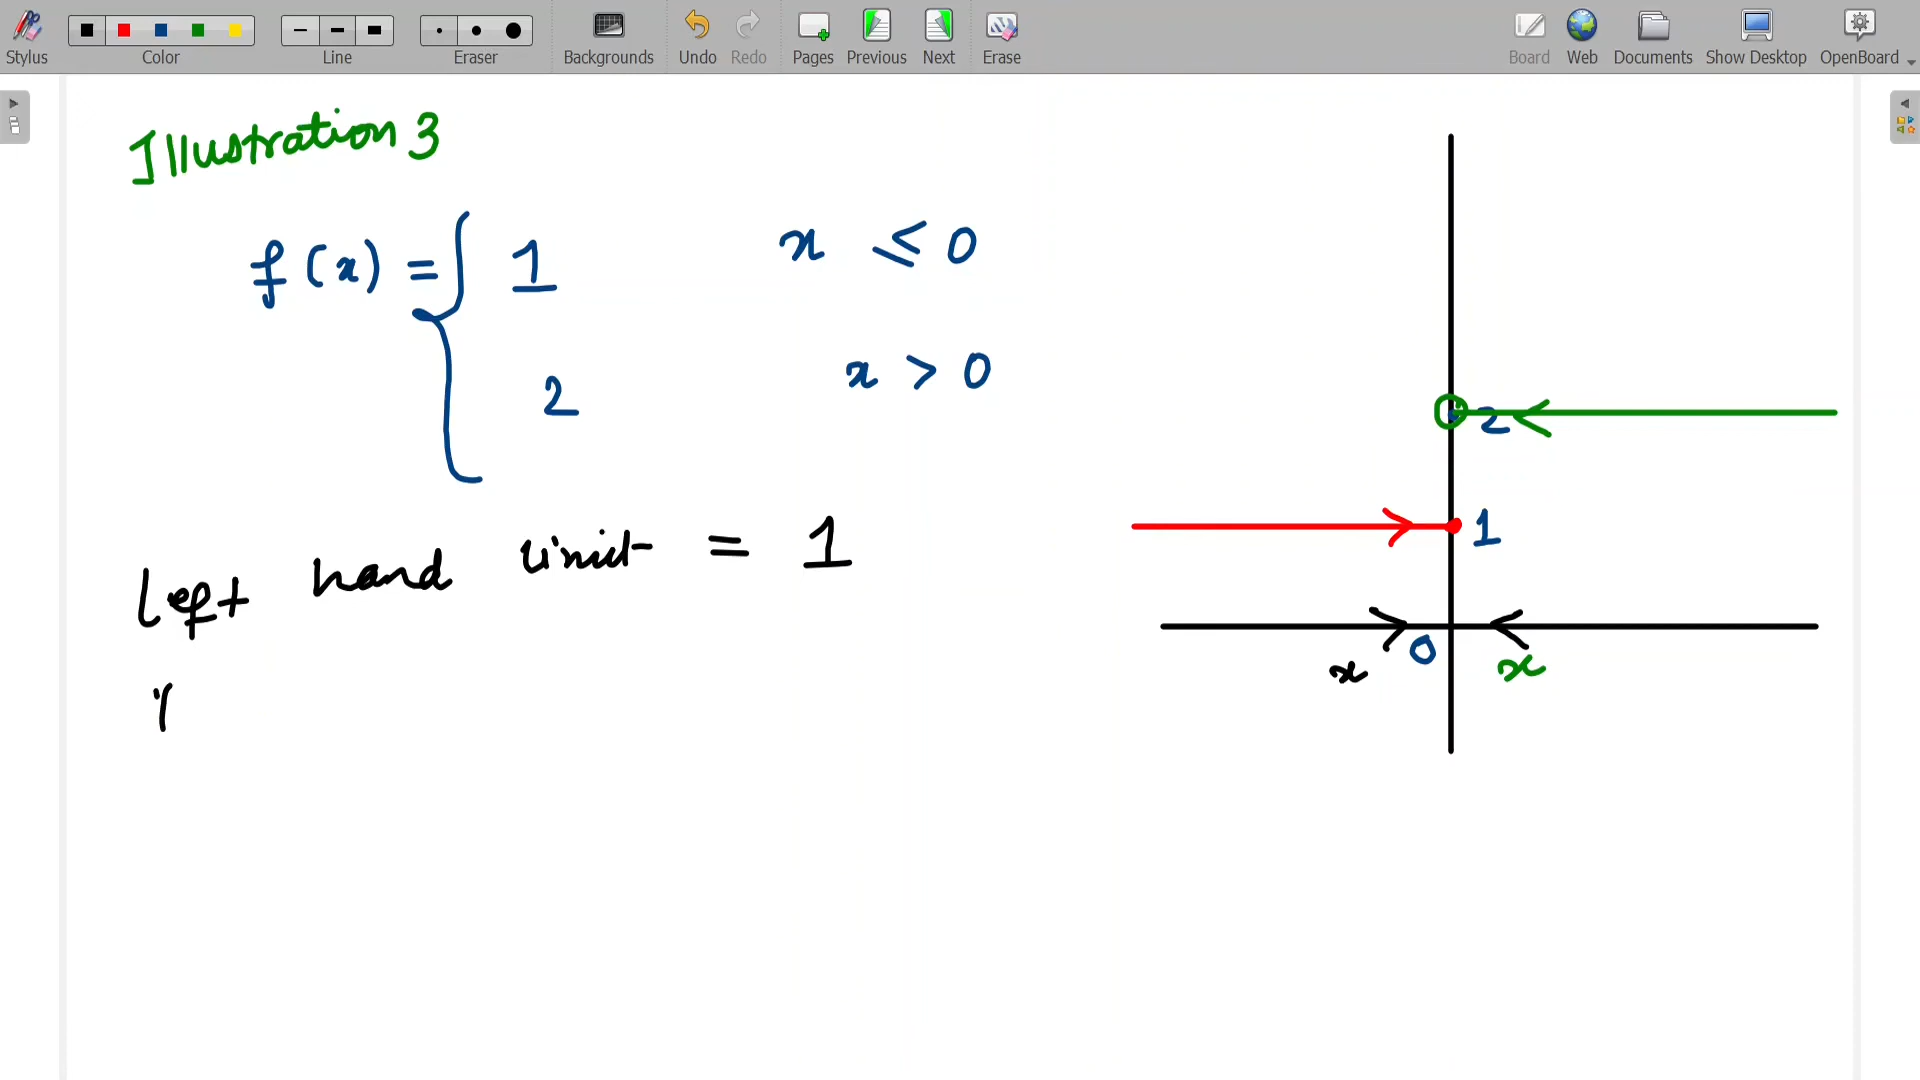 Stylus Color Line Eraser Backgrounds Undo Redo Pages Previous Next Erase Board Web Documents Show Desktop OpenBoard
Illustration 3
f(x) = { 1 x ≤ 0
2 x > 0
left hand limit = 1
2
1
0
x x